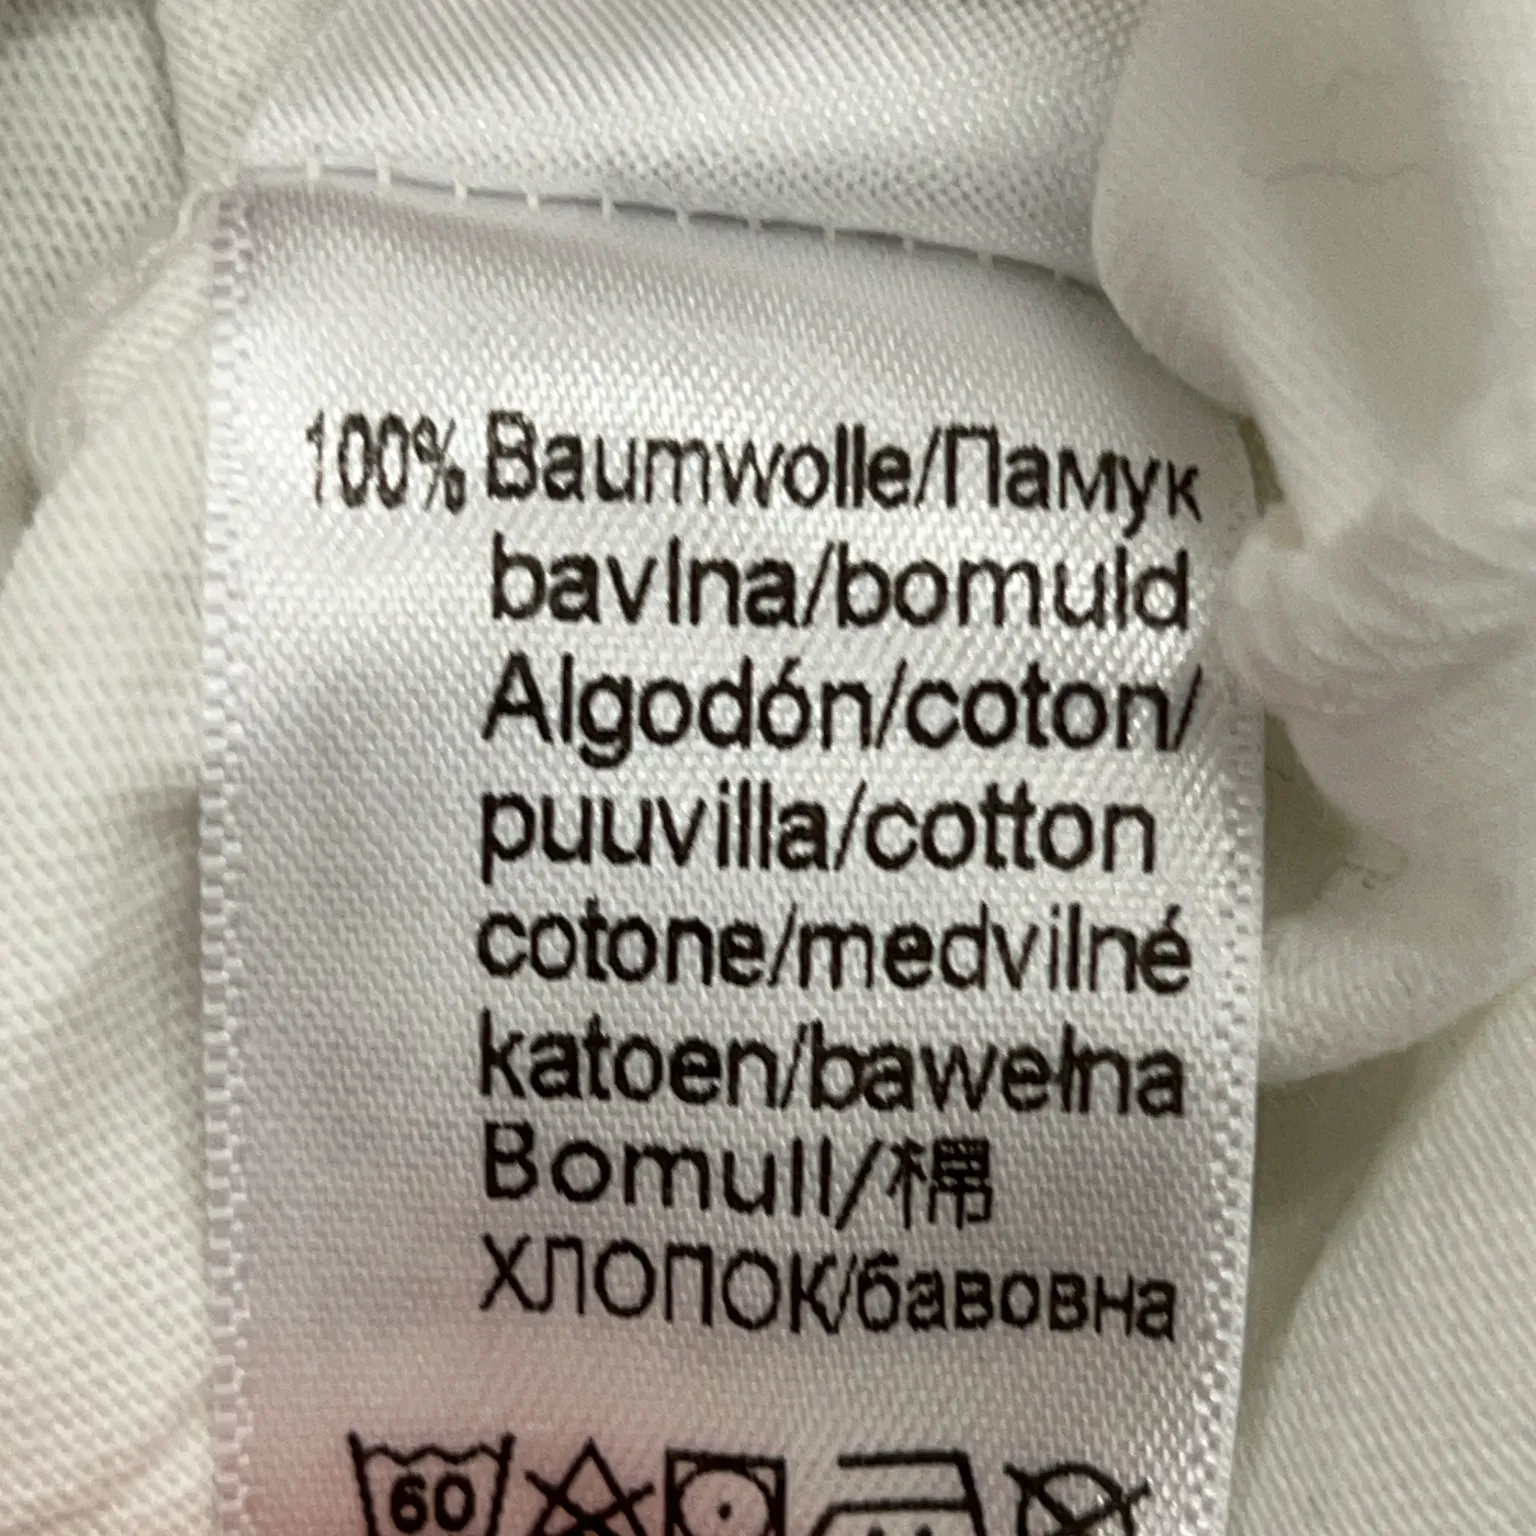 100% Baumwolle/Памук
bavlna/bomuld
Algodón/coton/
puuvilla/cotton
cotone/medvilné
katoen/bawełna
Bomull/棉
ХЛОПОК/бавовна
60